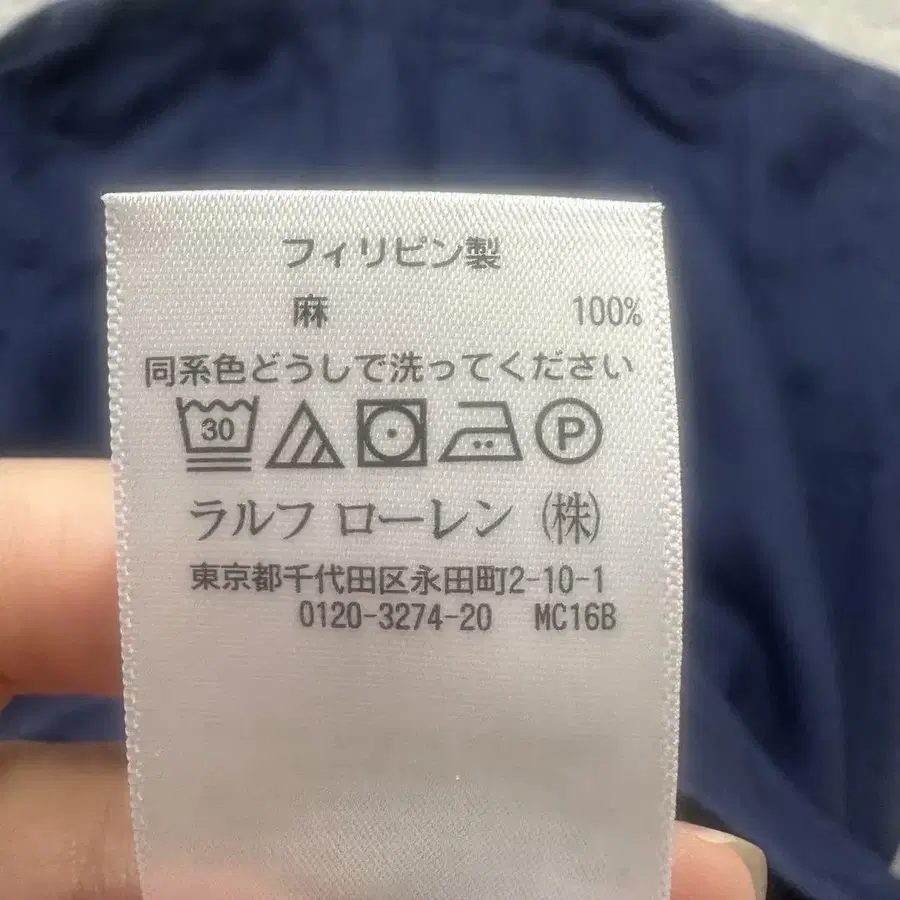 フィリピン製
麻 100%
同系色どうしで洗ってください
30 P
ラルフ ローレン (株)
東京都千代田区永田町2-10-1
0120-3274-20 MC16B